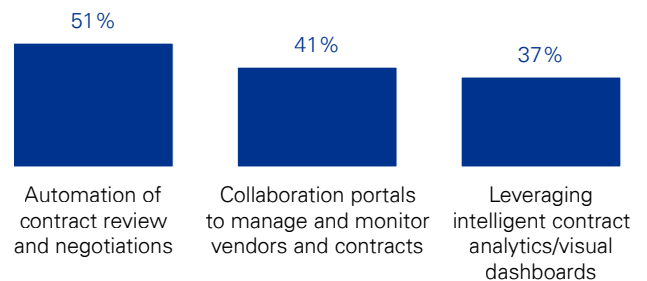 51%
41%
37%
Automation of
contract review
and negotiations
Collaboration portals
to manage and monitor
vendors and contracts
Leveraging
intelligent contract
analytics/visual
dashboards